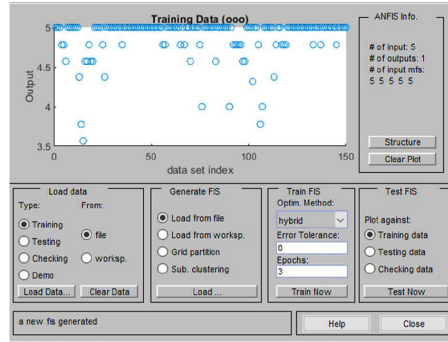 Training Data (ooo)
ANFIS Info.
5
4.5
4
3.5
Output
0
50
100
150
data set index
# of input: 5
# of outputs: 1
# of input mfs:
5 5 5 5 5
Structure
Clear Plot
Load data
Type:
From:
Training
Testing
Checking
Demo
file
worksp.
Load Data...
Clear Data
Generate FIS
Load from file
Load from worksp.
Grid partition
Sub. clustering
Load ...
Train FIS
Optim. Method:
hybrid
Error Tolerance:
0
Epochs:
3
Train Now
Test FIS
Plot against:
Training data
Testing data
Checking data
Test Now
a new fis generated
Help
Close